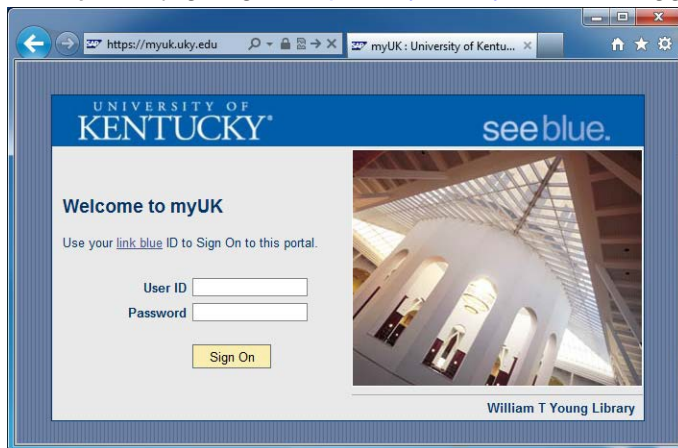 https://myuk.uky.edu
myUK : University of Kentu...
UNIVERSITY OF
KENTUCKY®
seeblue.
Welcome to myUK
Use your link blue ID to Sign On to this portal.
User ID
Password
Sign On
William T Young Library